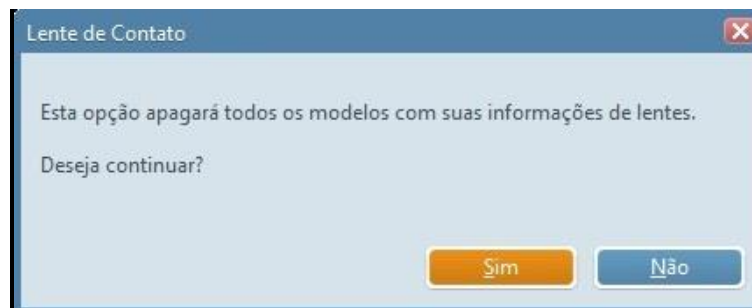 Lente de Contato
Esta opção apagará todos os modelos com suas informações de lentes.
Deseja continuar?
Sim
Não